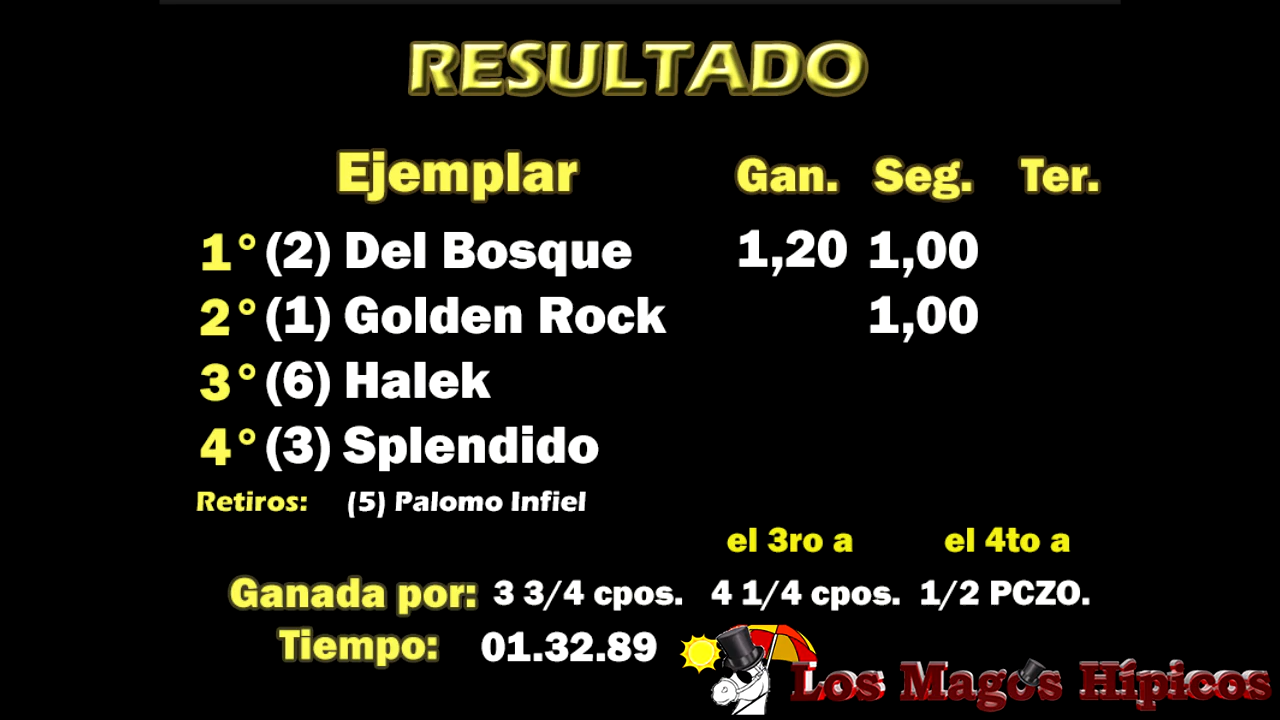 RESULTADO
Ejemplar Gan. Seg. Ter.
1° (2) Del Bosque 1,20 1,00
2° (1) Golden Rock 1,00
3° (6) Halek
4° (3) Splendido
Retiros: (5) Palomo Infiel
el 3ro a el 4to a
Ganada por: 3 3/4 cpos. 4 1/4 cpos. 1/2 PCZO.
Tiempo: 01.32.89
Los Magos Hípicos